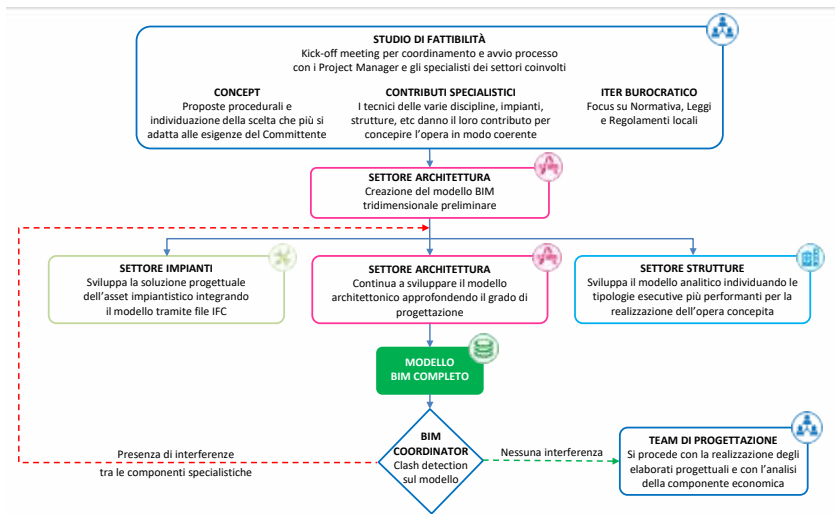 STUDIO DI FATTIBILITÀ
Kick-off meeting per coordinamento e avvio processo
con i Project Manager e gli specialisti dei settori coinvolti
CONCEPT
Proposte procedurali e
individuazione della scelta che più si
adatta alle esigenze del Committente
CONTRIBUTI SPECIALISTICI
I tecnici delle varie discipline, impianti,
strutture, etc danno il loro contributo per
concepire l'opera in modo coerente
ITER BUROCRATICO
Focus su Normativa, Leggi
e Regolamenti locali
SETTORE ARCHITETTURA
Creazione del modello BIM
tridimensionale preliminare
SETTORE IMPIANTI
Sviluppa la soluzione progettuale
dell'asset impiantistico integrando
il modello tramite file IFC
SETTORE ARCHITETTURA
Continua a sviluppare il modello
architettonico approfondendo il grado di
progettazione
SETTORE STRUTTURE
Sviluppa il modello analitico individuando le
tipologie esecutive più performanti per la
realizzazione dell'opera concepita
MODELLO
BIM COMPLETO
BIM
COORDINATOR
Clash detection
sul modello
Presenza di interferenze
tra le componenti specialistiche
Nessuna interferenza
TEAM DI PROGETTAZIONE
Si procede con la realizzazione degli
elaborati progettuali e con l'analisi
della componente economica